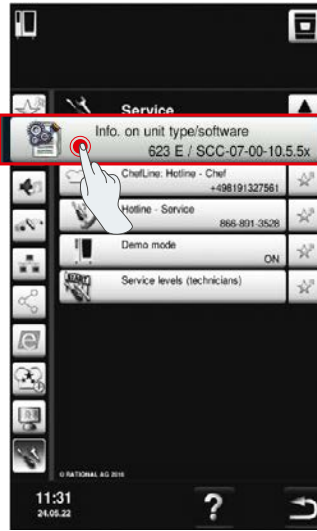 Service
Info. on unit type/software
623 E / SCC-07-00-10.5.5x
ChefLine: Hotline - Chef
+498191327561
Hotline - Service
866-891-3528
Demo mode
ON
Service levels (technicians)
© RATIONAL AG 2016
11:31
24.05.22
?